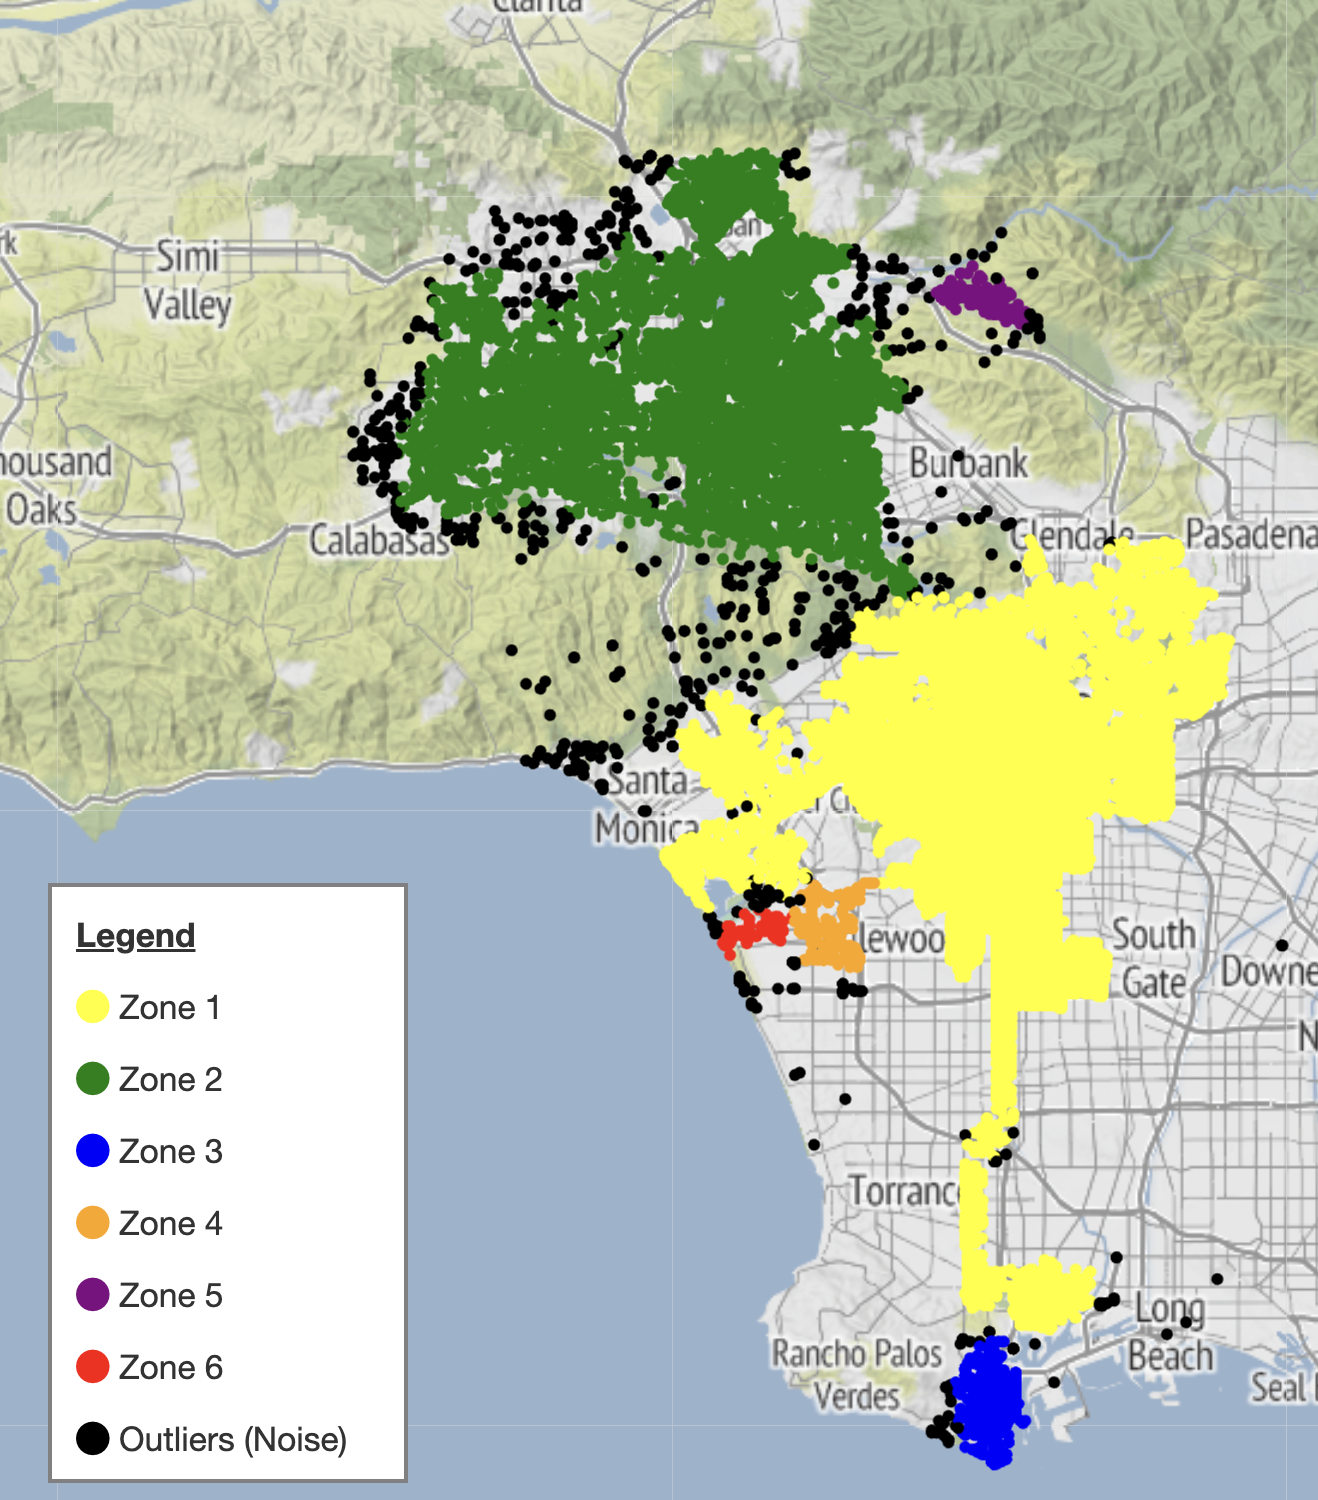 Clarita
rk
Simi
Valley
housand
Oaks
Calabasas
Burbank
Glendale
Pasadena
Santa
Monica
lewoo
South
Gate
Downe
N
Torranc
Long
Beach
Rancho Palos
Verdes
Seal
Legend
Zone 1
Zone 2
Zone 3
Zone 4
Zone 5
Zone 6
Outliers (Noise)